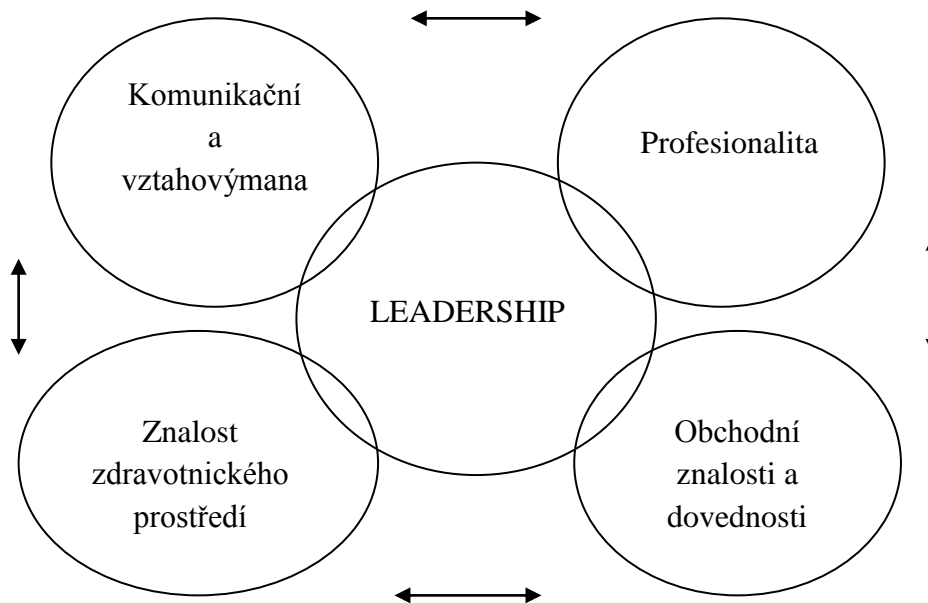 Komunikační
a
vztahovýmana
Profesionalita
LEADERSHIP
Znalost
zdravotnického
prostředí
Obchodní
znalosti a
dovednosti